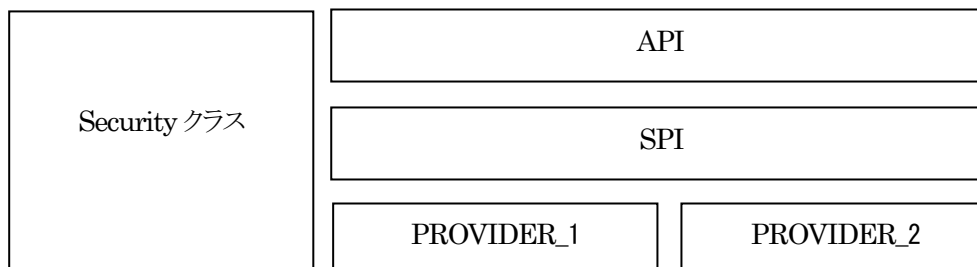 Security クラス
API
SPI
PROVIDER_1
PROVIDER_2